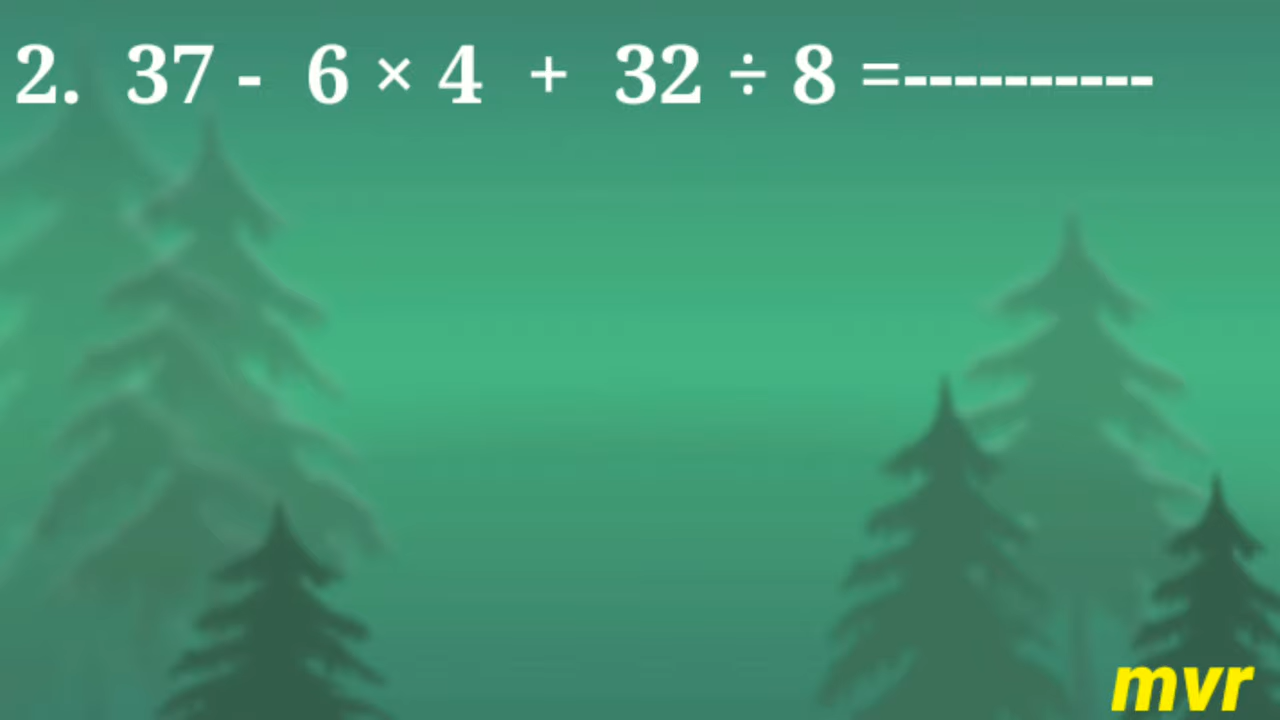 2. 37 - 6 × 4 + 32 ÷ 8 =----------
mvr